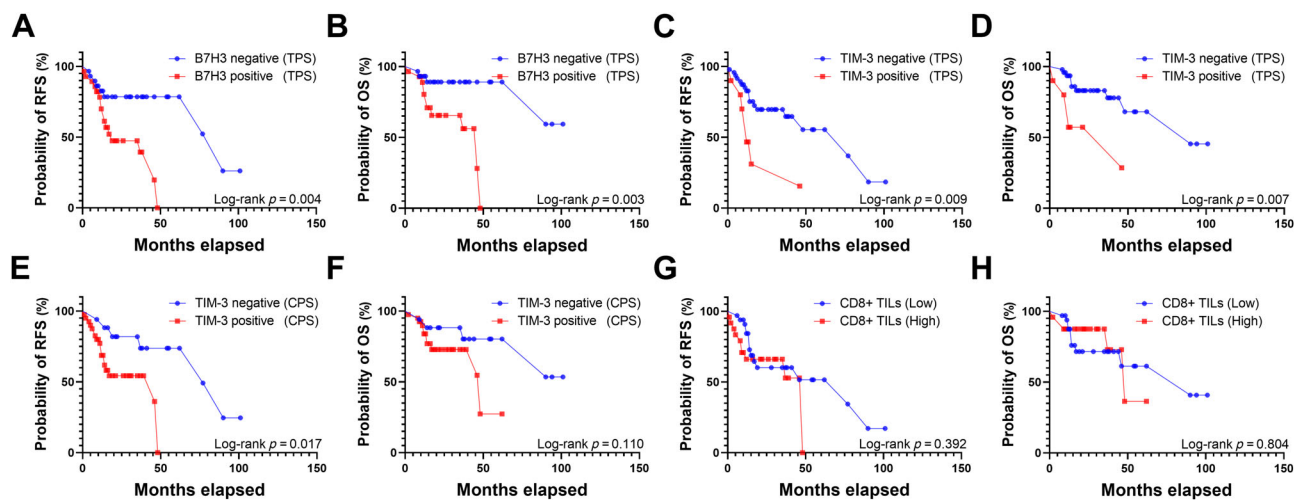 A
Probability of RFS (%)
100
50
0
B7H3 negative (TPS)
B7H3 positive (TPS)
Log-rank p = 0.004
0 50 100 150
Months elapsed
B
Probability of OS (%)
100
50
0
B7H3 negative (TPS)
B7H3 positive (TPS)
Log-rank p = 0.003
0 50 100 150
Months elapsed
C
Probability of RFS (%)
100
50
0
TIM-3 negative (TPS)
TIM-3 positive (TPS)
Log-rank p = 0.009
0 50 100 150
Months elapsed
D
Probability of OS (%)
100
50
0
TIM-3 negative (TPS)
TIM-3 positive (TPS)
Log-rank p = 0.007
0 50 100 150
Months elapsed
E
Probability of RFS (%)
100
50
0
TIM-3 negative (CPS)
TIM-3 positive (CPS)
Log-rank p = 0.017
0 50 100 150
Months elapsed
F
Probability of OS (%)
100
50
0
TIM-3 negative (CPS)
TIM-3 positive (CPS)
Log-rank p = 0.110
0 50 100 150
Months elapsed
G
Probability of RFS (%)
100
50
0
CD8+ TILs (Low)
CD8+ TILs (High)
Log-rank p = 0.392
0 50 100 150
Months elapsed
H
Probability of OS (%)
100
50
0
CD8+ TILs (Low)
CD8+ TILs (High)
Log-rank p = 0.804
0 50 100 150
Months elapsed